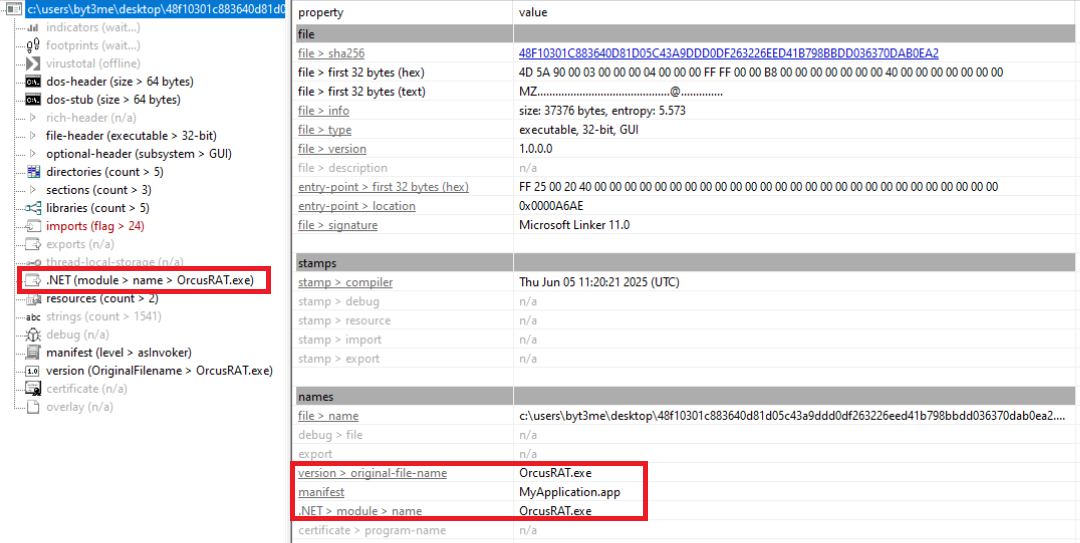 c:\users\byt3me\desktop\48f10301c883640d81d0
indicators (wait...)
footprints (wait...)
virustotal (offline)
dos-header (size > 64 bytes)
dos-stub (size > 64 bytes)
rich-header (n/a)
file-header (executable > 32-bit)
optional-header (subsystem > GUI)
directories (count > 5)
sections (count > 3)
libraries (count > 5)
imports (flag > 24)
exports (n/a)
thread-local-storage (n/a)
.NET (module > name > OrcusRAT.exe)
resources (count > 2)
abc strings (count > 1541)
debug (n/a)
manifest (level > asInvoker)
1.0 version (OriginalFilename > OrcusRAT.exe)
certificate (n/a)
overlay (n/a)
property value
file
file > sha256 48F10301C883640D81D05C43A9DDD0DF263226EED41B798BBDD036370DAB0EA2
file > first 32 bytes (hex) 4D 5A 90 00 03 00 00 00 04 00 00 00 FF FF 00 00 B8 00 00 00 00 00 00 00 40 00 00 00 00 00 00 00
file > first 32 bytes (text) MZ..............................................@..............
file > info size: 37376 bytes, entropy: 5.573
file > type executable, 32-bit, GUI
file > version 1.0.0.0
file > description n/a
entry-point > first 32 bytes (hex) FF 25 00 20 40 00 00 00 00 00 00 00 00 00 00 00 00 00 00 00 00 00 00 00 00 00 00 00 00 00 00 00
entry-point > location 0x0000A6AE
file > signature Microsoft Linker 11.0
stamps
stamp > compiler Thu Jun 05 11:20:21 2025 (UTC)
stamp > debug n/a
stamp > resource n/a
stamp > import n/a
stamp > export n/a
names
file > name c:\users\byt3me\desktop\48f10301c883640d81d05c43a9ddd0df263226eed41b798bbdd036370dab0ea2....
debug > file n/a
export n/a
version > original-file-name OrcusRAT.exe
manifest MyApplication.app
.NET > module > name OrcusRAT.exe
certificate > program-name n/a